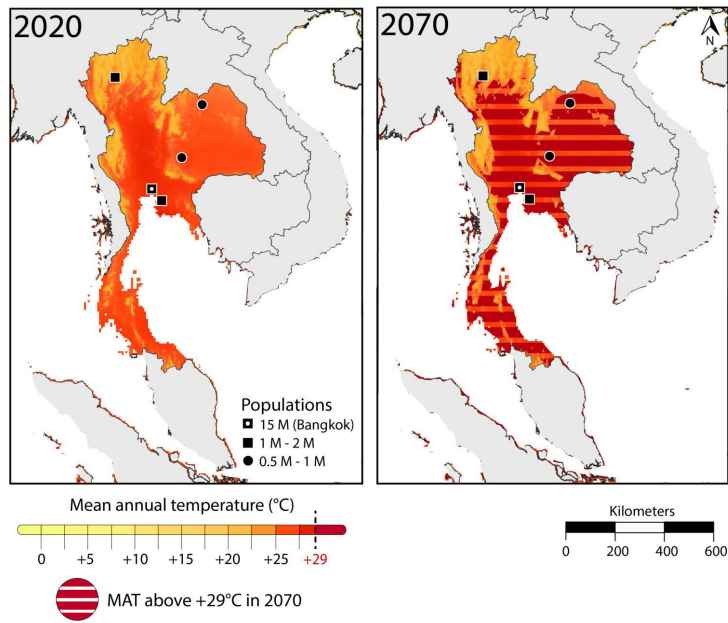 2020
2070
N
Populations
15 M (Bangkok)
1 M - 2 M
0.5 M - 1 M
Mean annual temperature (°C)
0 +5 +10 +15 +20 +25 +29
MAT above +29°C in 2070
Kilometers
0 200 400 600